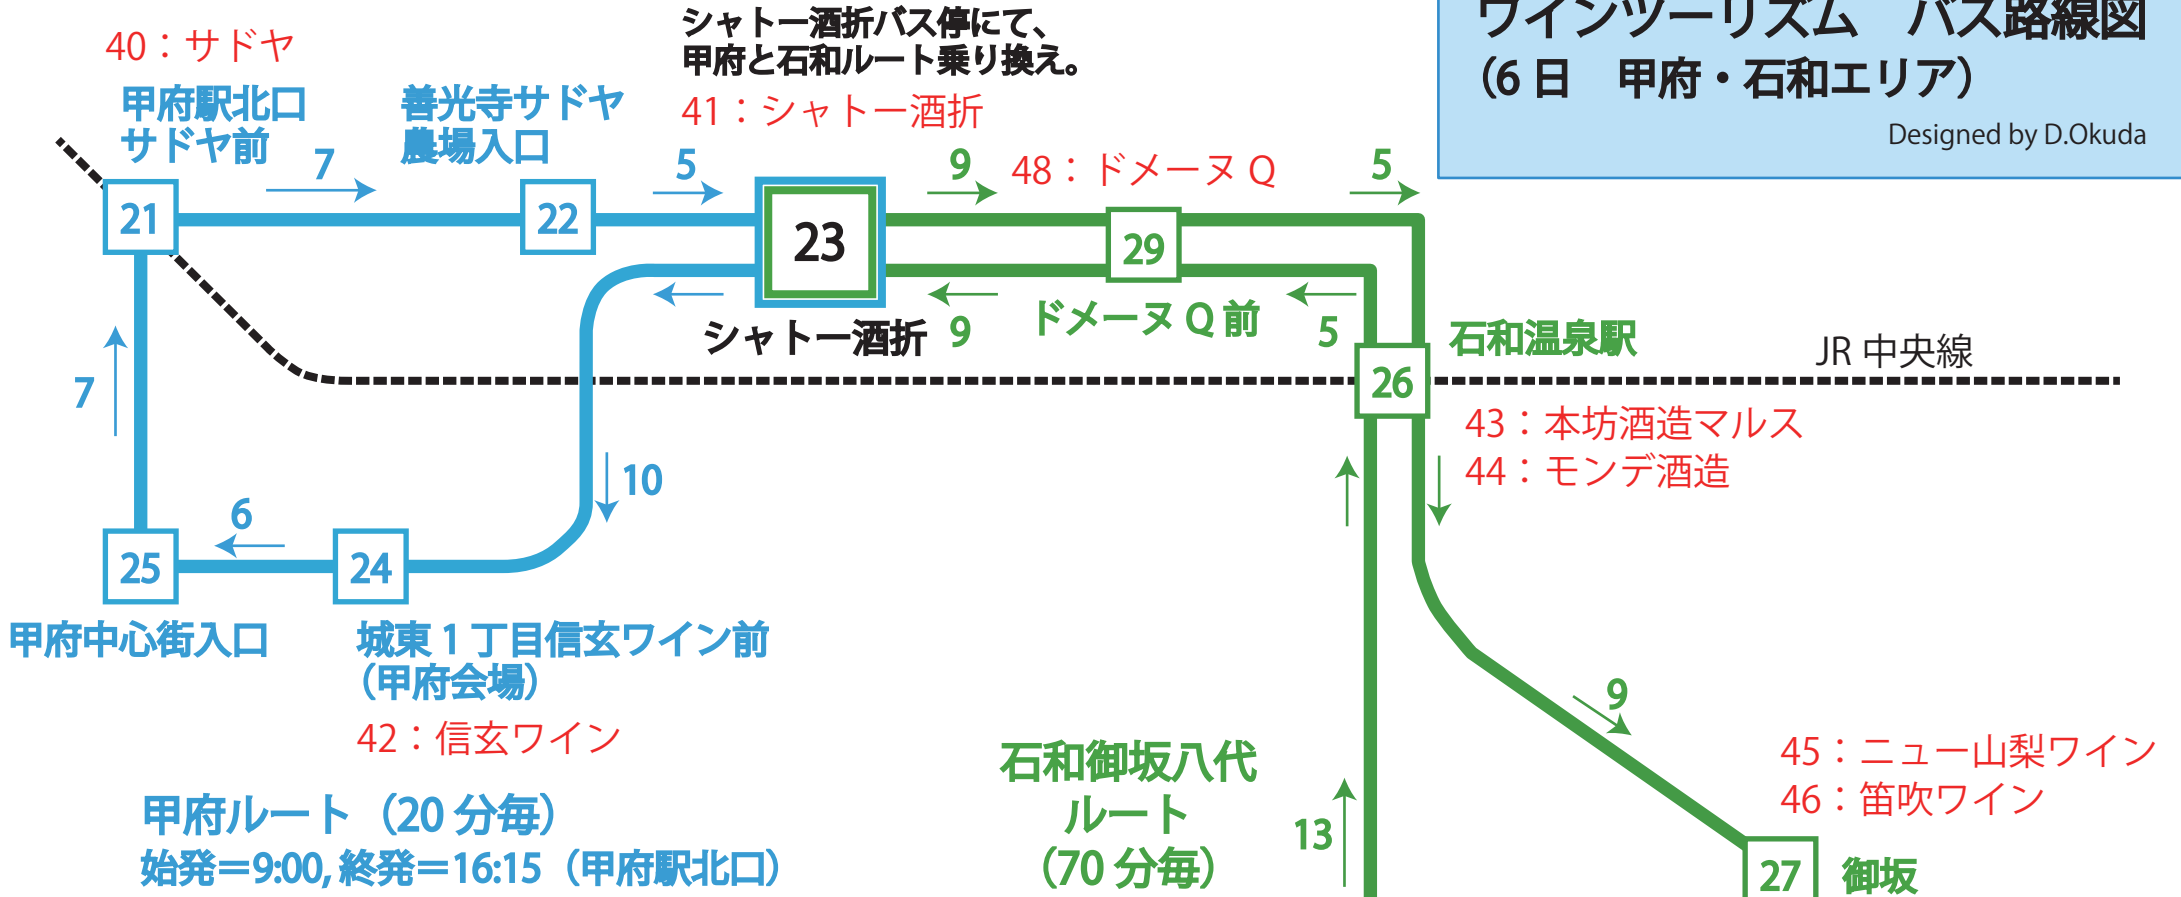 ワインツーリズム　バス路線図
（6 日　甲府・石和エリア）
Designed by D.Okuda
シャトー酒折バス停にて、
甲府と石和ルート乗り換え。
41：シャトー酒折
40：サドヤ
甲府駅北口
サドヤ前
7
善光寺サドヤ
農場入口
5
9
48：ドメーヌ Q
5
21
22
23
29
シャトー酒折
9
ドメーヌ Q 前
5
石和温泉駅
JR 中央線
26
7
43：本坊酒造マルス
44：モンデ酒造
10
6
25
24
甲府中心街入口
城東 1 丁目信玄ワイン前
（甲府会場）
42：信玄ワイン
9
45：ニュー山梨ワイン
46：笛吹ワイン
石和御坂八代
ルート
（70 分毎）
13
甲府ルート（20 分毎）
始発＝9:00, 終発＝16:15（甲府駅北口）
27
御坂